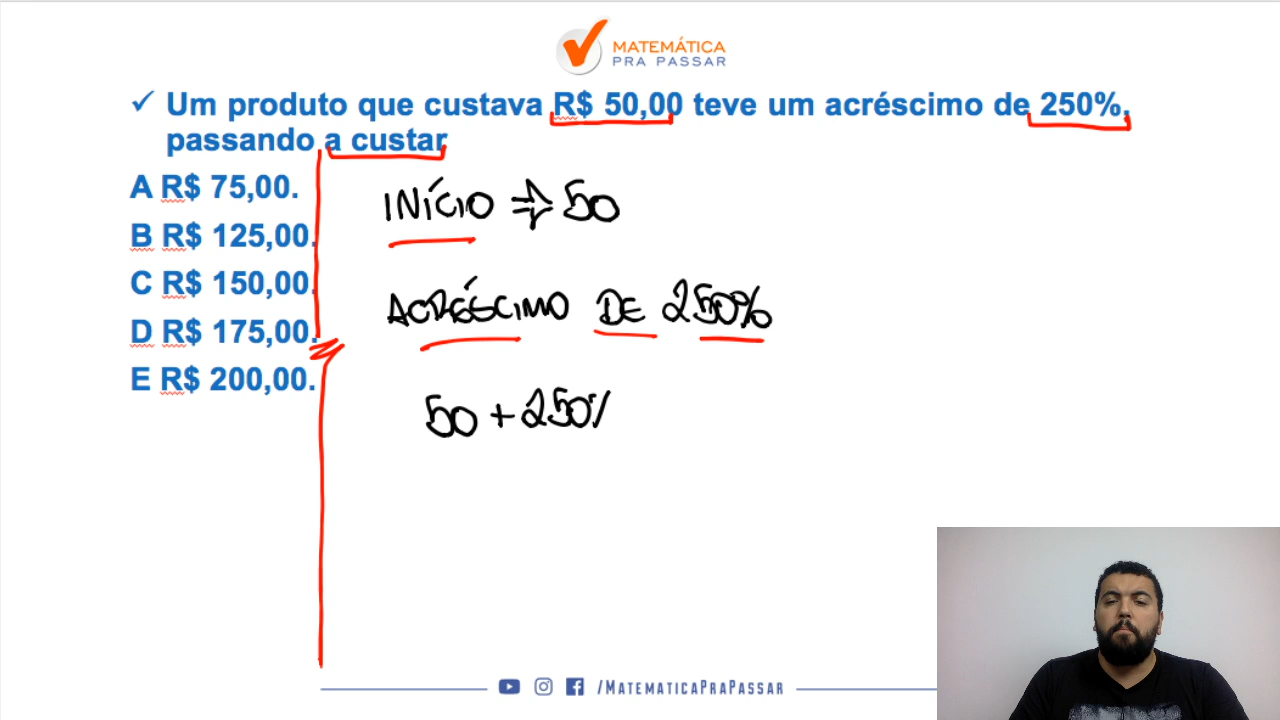 MATEMÁTICA
PRA PASSAR
✓ Um produto que custava R$ 50,00 teve um acréscimo de 250%,
passando a custar
A R$ 75,00.
B R$ 125,00.
C R$ 150,00.
D R$ 175,00.
E R$ 200,00.
INÍCIO ⇒ 50
ACRÉSCIMO DE 250%
50 + 250%
/MATEMATICAPRAPASSAR